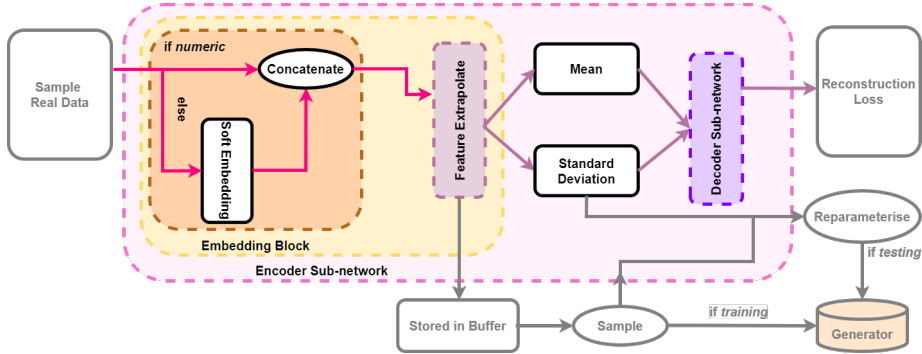 if numeric
Sample
Real Data
Concatenate
else
Soft Embedding
Feature Extrapolate
Mean
Standard
Deviation
Decoder Sub-network
Reconstruction
Loss
Embedding Block
Encoder Sub-network
Reparameterise
if testing
Stored in Buffer
Sample
if training
Generator